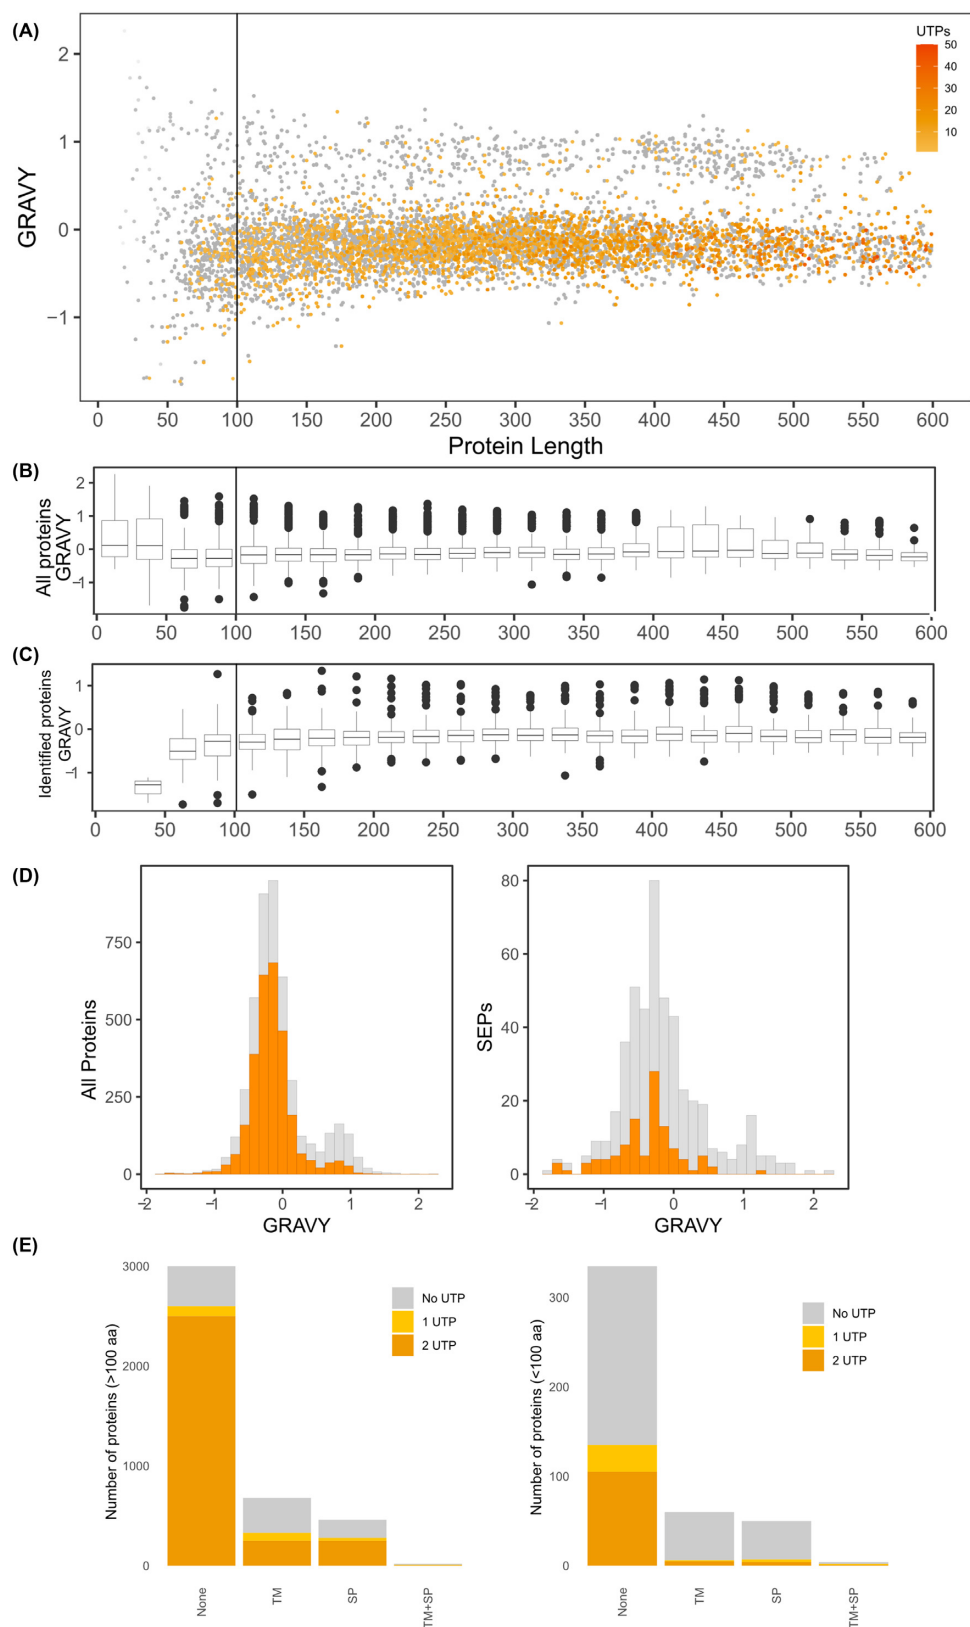 (A)
UTPs
50
40
30
20
10
2
1
0
−1
GRAVY
0 50 100 150 200 250 300 350 400 450 500 550 600
Protein Length
(B)
All proteins
GRAVY
2
1
0
−1
0 50 100 150 200 250 300 350 400 450 500 550 600
(C)
Identified proteins
GRAVY
1
0
−1
0 50 100 150 200 250 300 350 400 450 500 550 600
(D)
All Proteins
750
500
250
0
−2 −1 0 1 2
GRAVY
SEPs
80
60
40
20
0
−2 −1 0 1 2
GRAVY
(E)
Number of proteins (>100 aa)
3000
2000
1000
0
No UTP
1 UTP
2 UTP
None TM SP TM+SP
Number of proteins (<100 aa)
300
200
100
0
No UTP
1 UTP
2 UTP
None TM SP TM+SP